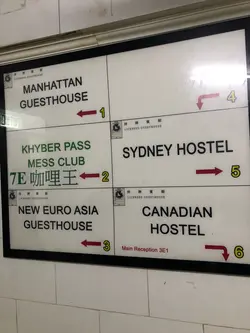 MANHATTAN
GUESTHOUSE
1
4
KHYBER PASS
MESS CLUB
7E 咖哩王
2
SYDNEY HOSTEL
5
NEW EURO ASIA
GUESTHOUSE
3
CANADIAN
HOSTEL
Main Reception 3E1
6